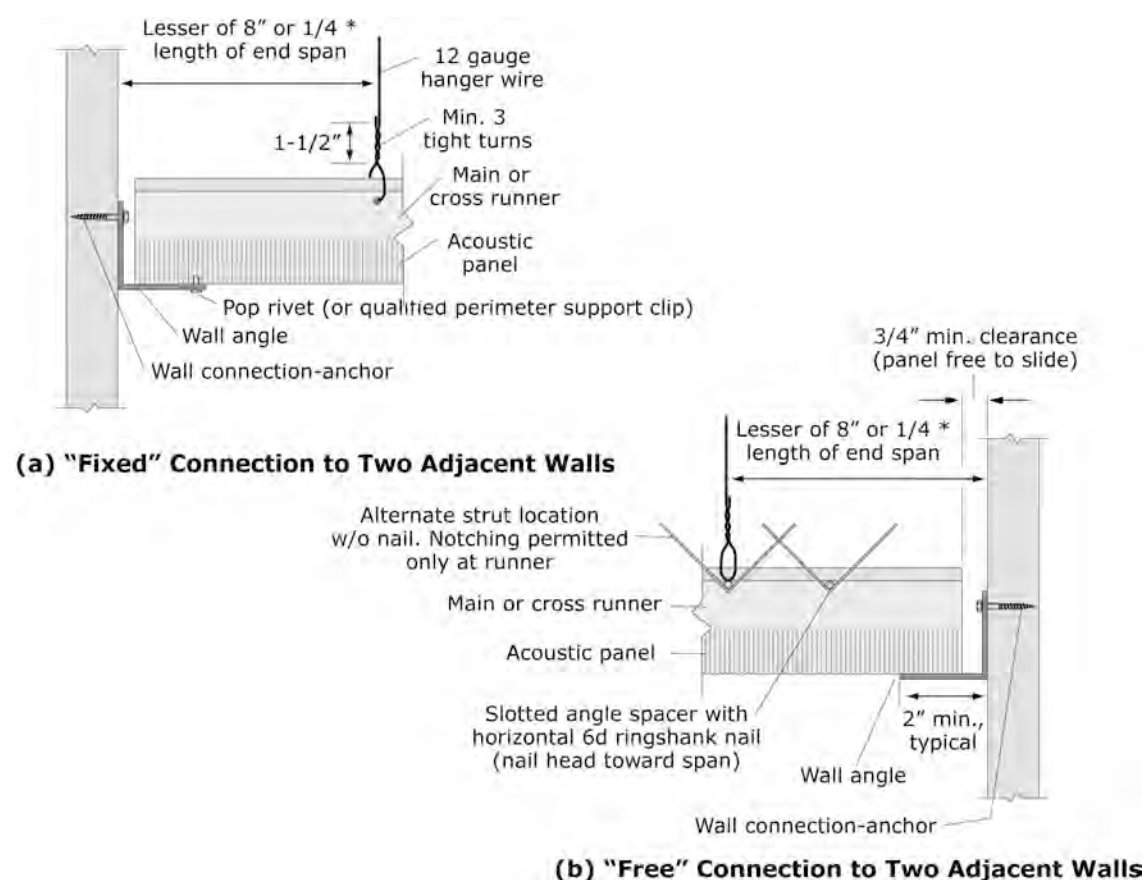 Lesser of 8” or 1/4 *
length of end span
12 gauge
hanger wire
Min. 3
tight turns
1-1/2”
Main or
cross runner
Acoustic
panel
Pop rivet (or qualified perimeter support clip)
Wall angle
Wall connection-anchor
(a) “Fixed” Connection to Two Adjacent Walls
3/4” min. clearance
(panel free to slide)
Lesser of 8” or 1/4 *
length of end span
Alternate strut location
w/o nail. Notching permitted
only at runner
Main or cross runner
Acoustic panel
Slotted angle spacer with
horizontal 6d ringshank nail
(nail head toward span)
2” min.,
typical
Wall angle
Wall connection-anchor
(b) “Free” Connection to Two Adjacent Walls